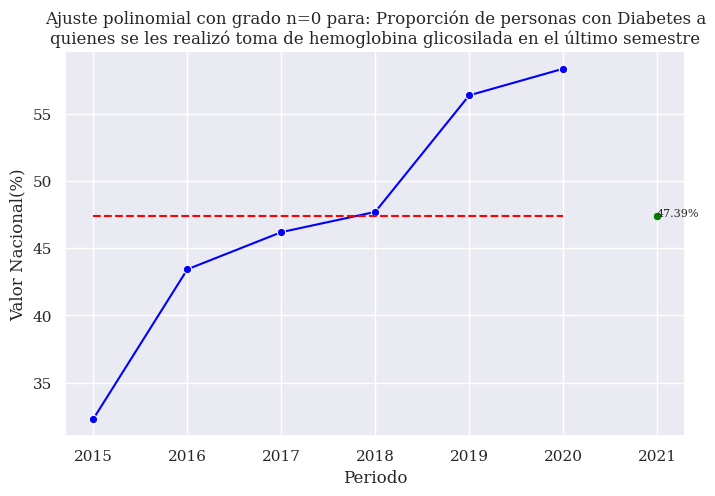 Ajuste polinomial con grado n=0 para: Proporción de personas con Diabetes a
quienes se les realizó toma de hemoglobina glicosilada en el último semestre
Valor Nacional(%)
55
50
45
40
35
47.39%
2015 2016 2017 2018 2019 2020 2021
Periodo